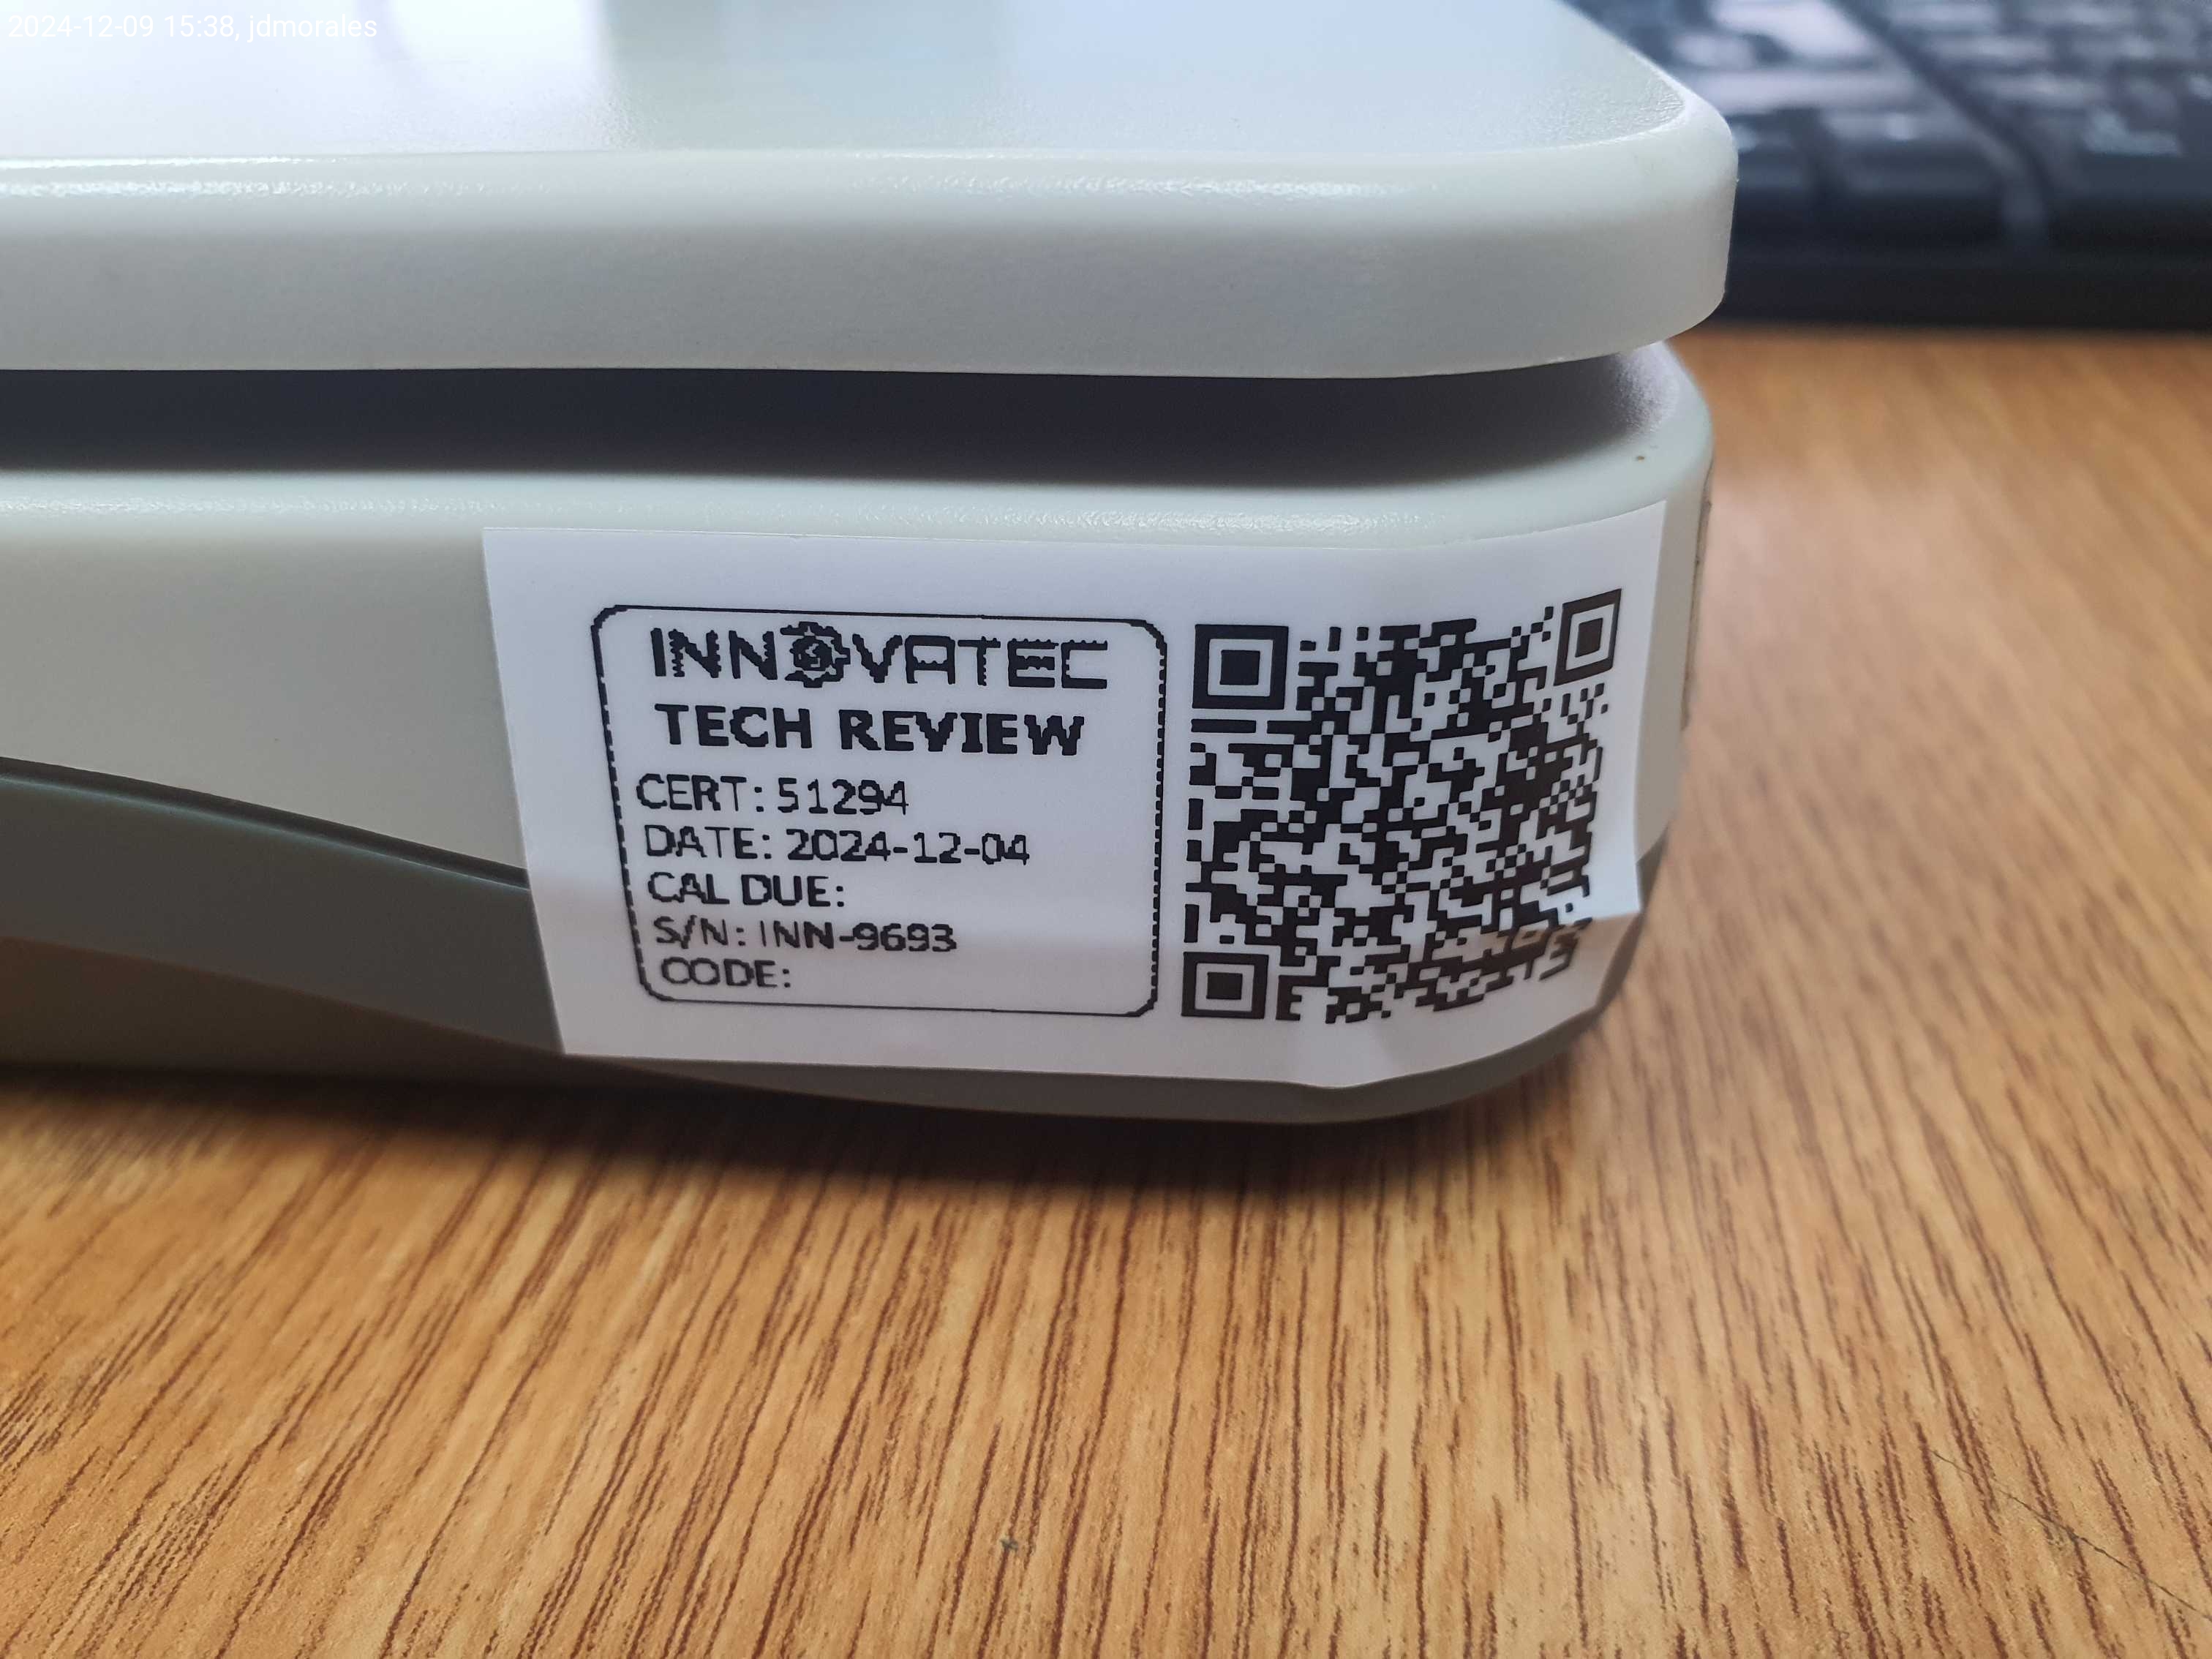 2024-12-09 15:38, jdmorales
INNOVATEC
TECH REVIEW
CERT: 51294
DATE: 2024-12-04
CAL DUE:
S/N: INN-9693
CODE: